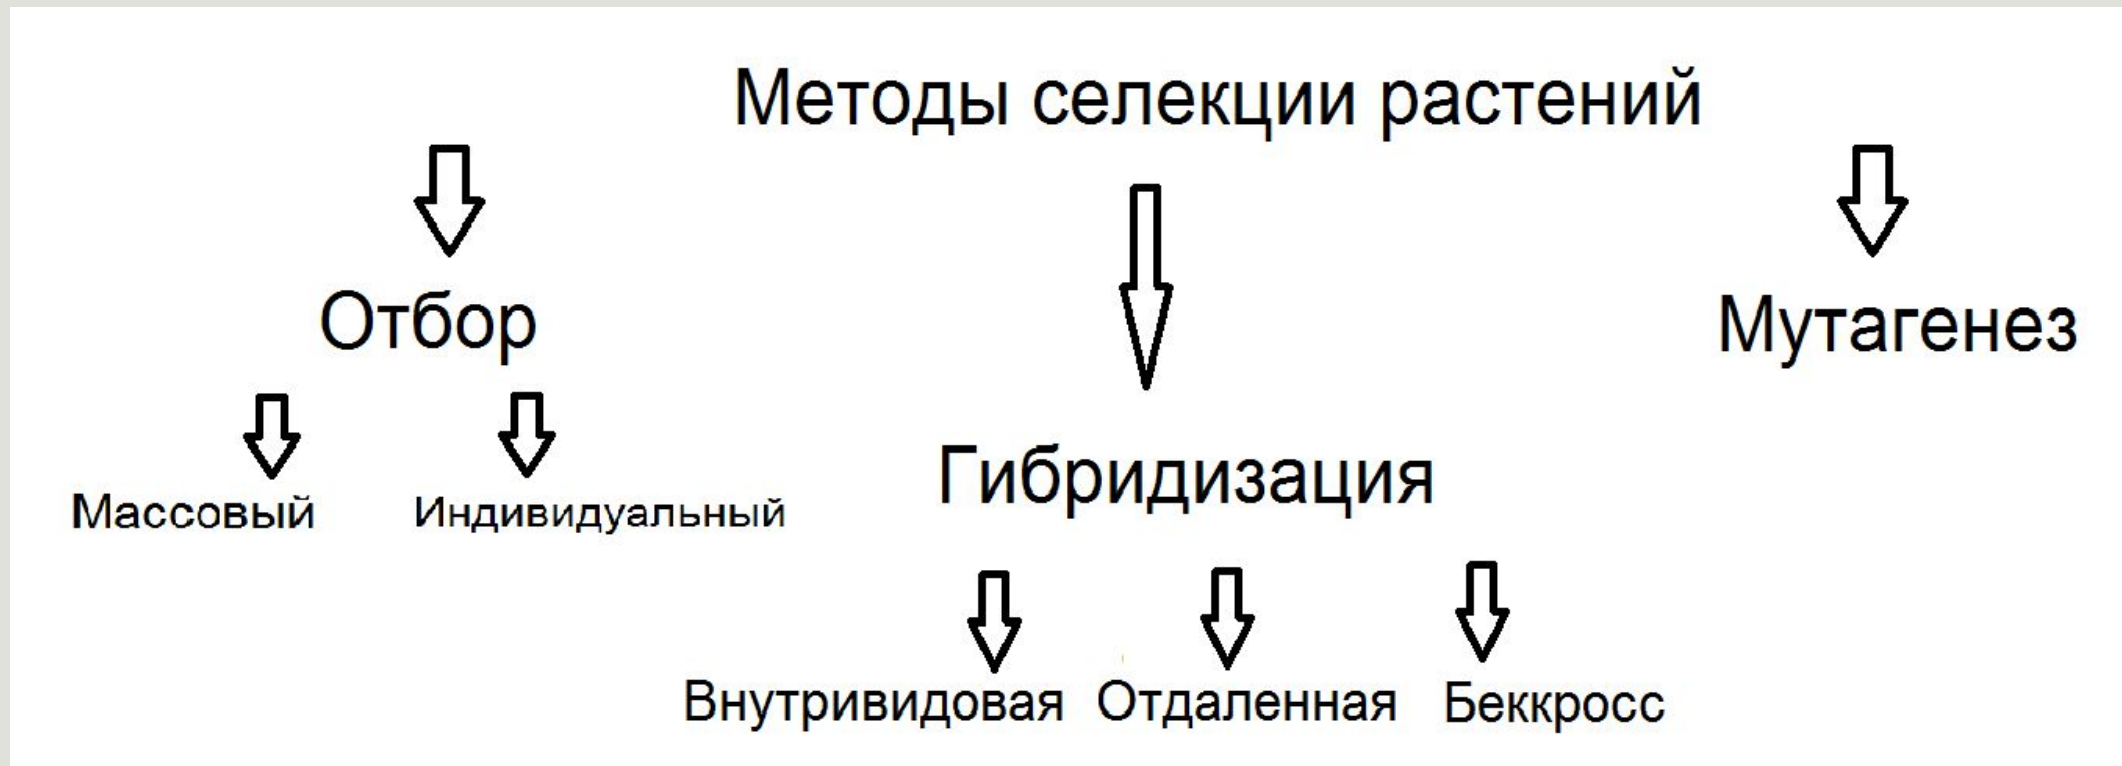 Методы селекции растений
Отбор
Мутагенез
Массовый
Индивидуальный
Гибридизация
Внутривидовая
Отдаленная
Беккросс